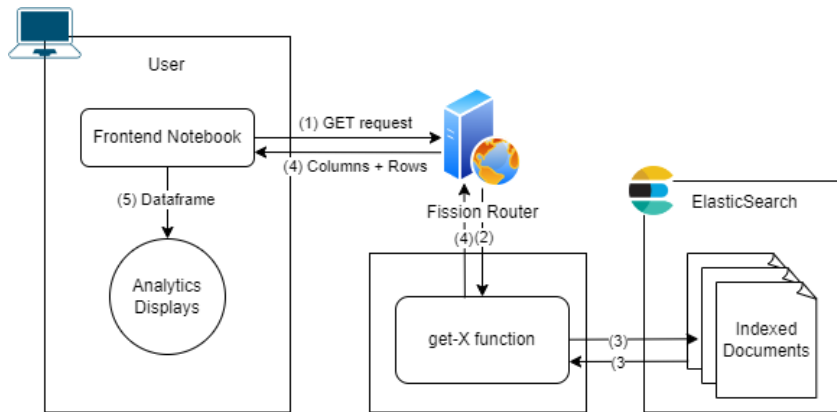 User
Frontend Notebook
(1) GET request
(4) Columns + Rows
(5) Dataframe
Analytics
Displays
Fission Router
(4)
(2)
get-X function
(3)
(3
ElasticSearch
Indexed
Documents